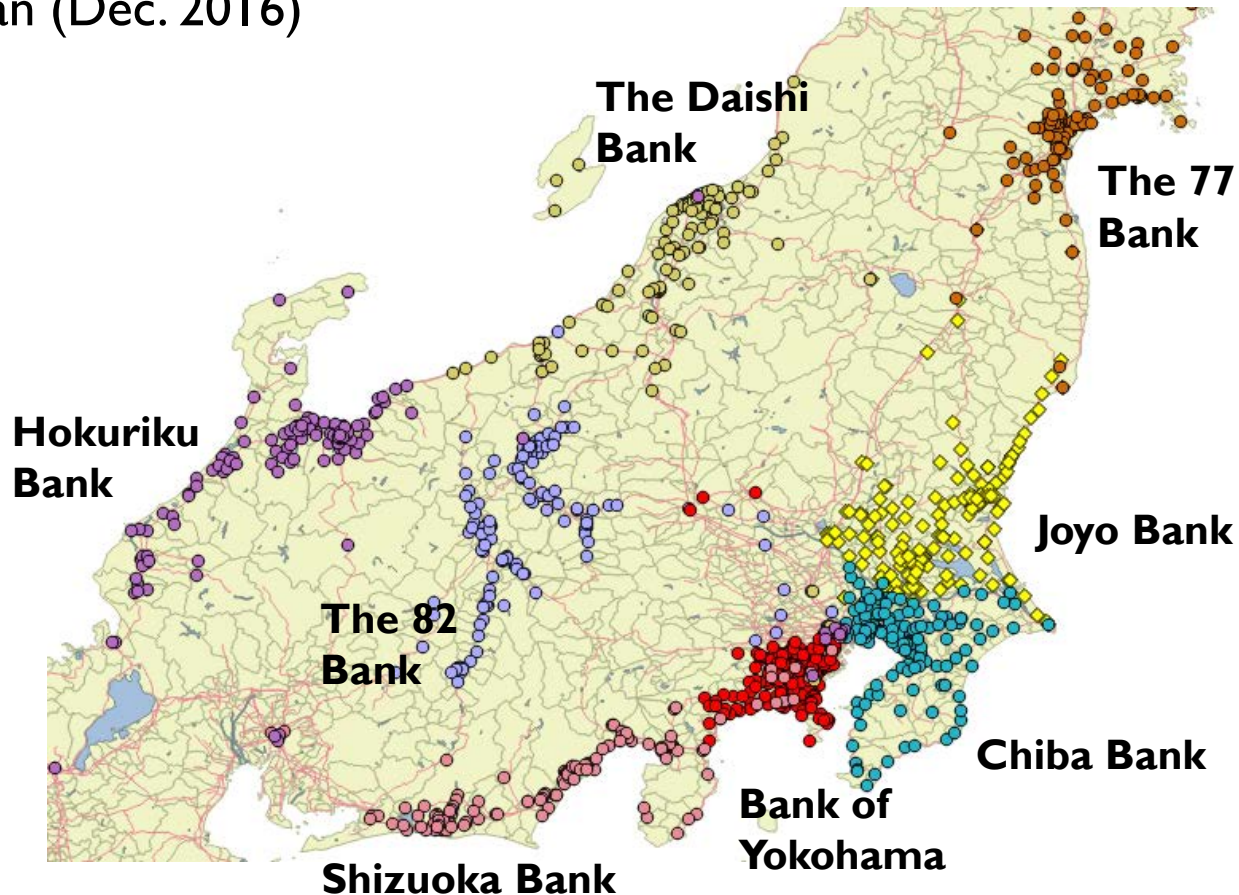 an (Dec. 2016)
The Daishi
Bank
The 77
Bank
Hokuriku
Bank
Joyo Bank
The 82
Bank
Chiba Bank
Bank of
Yokohama
Shizuoka Bank